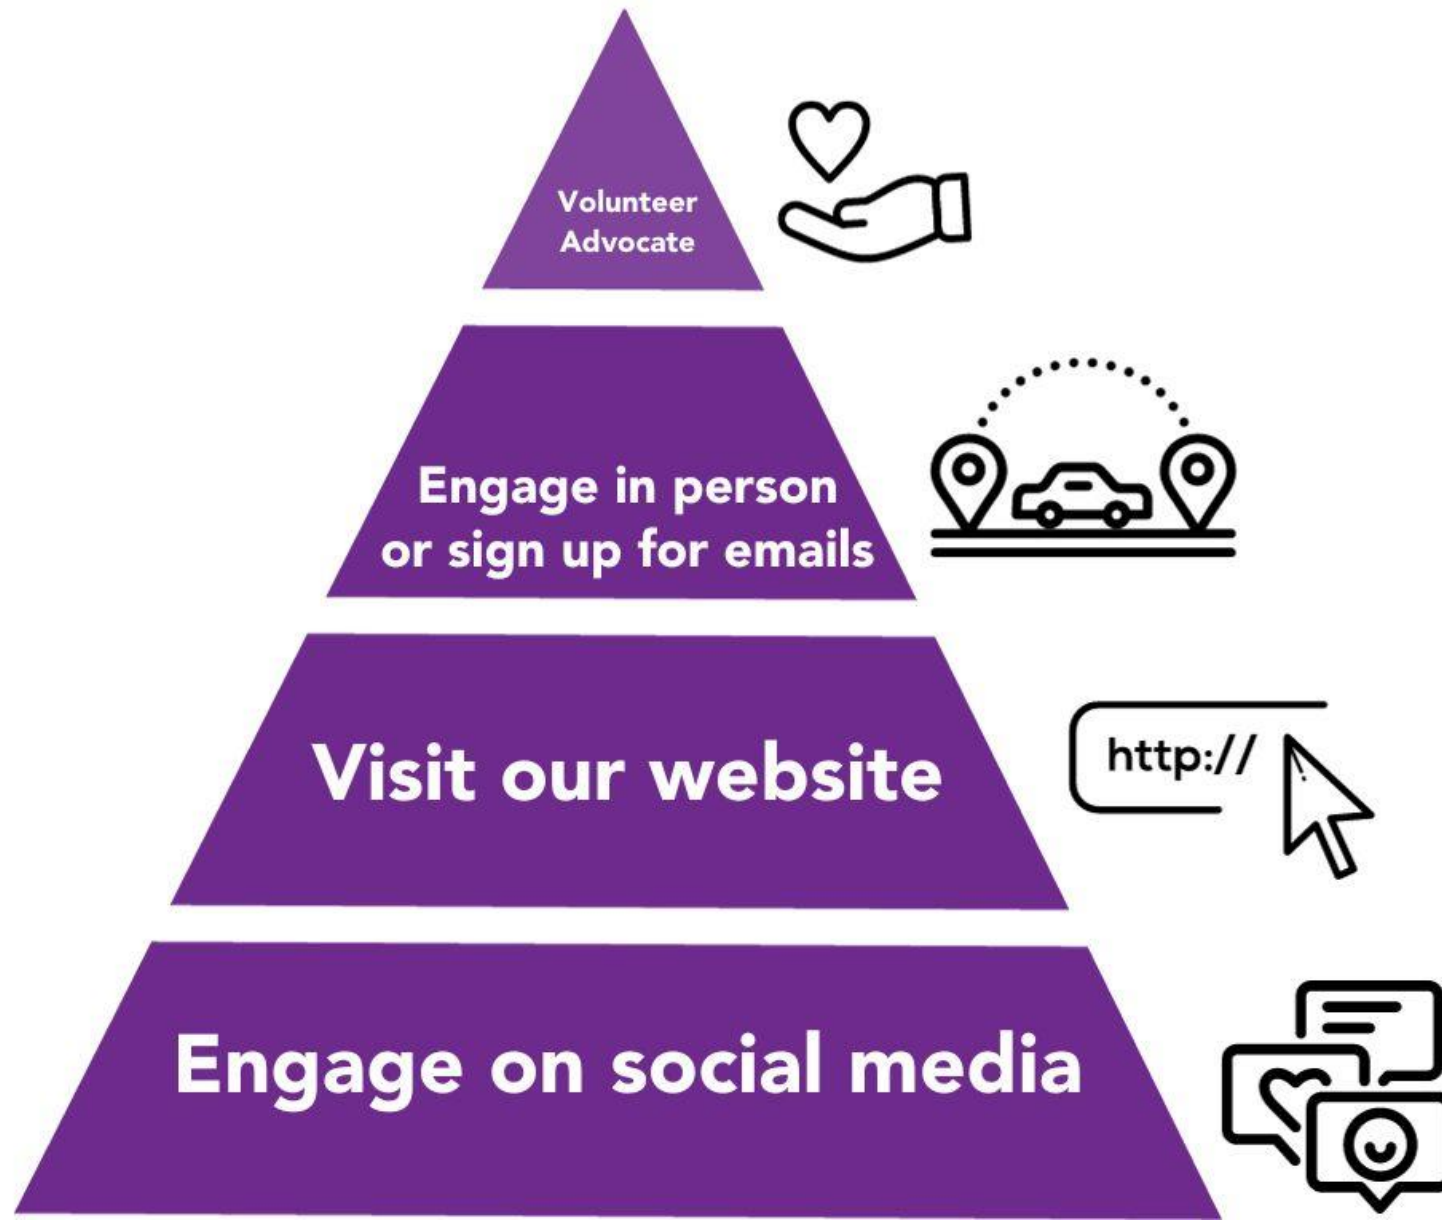 Volunteer
Advocate
Engage in person
or sign up for emails
Visit our website
http://
Engage on social media